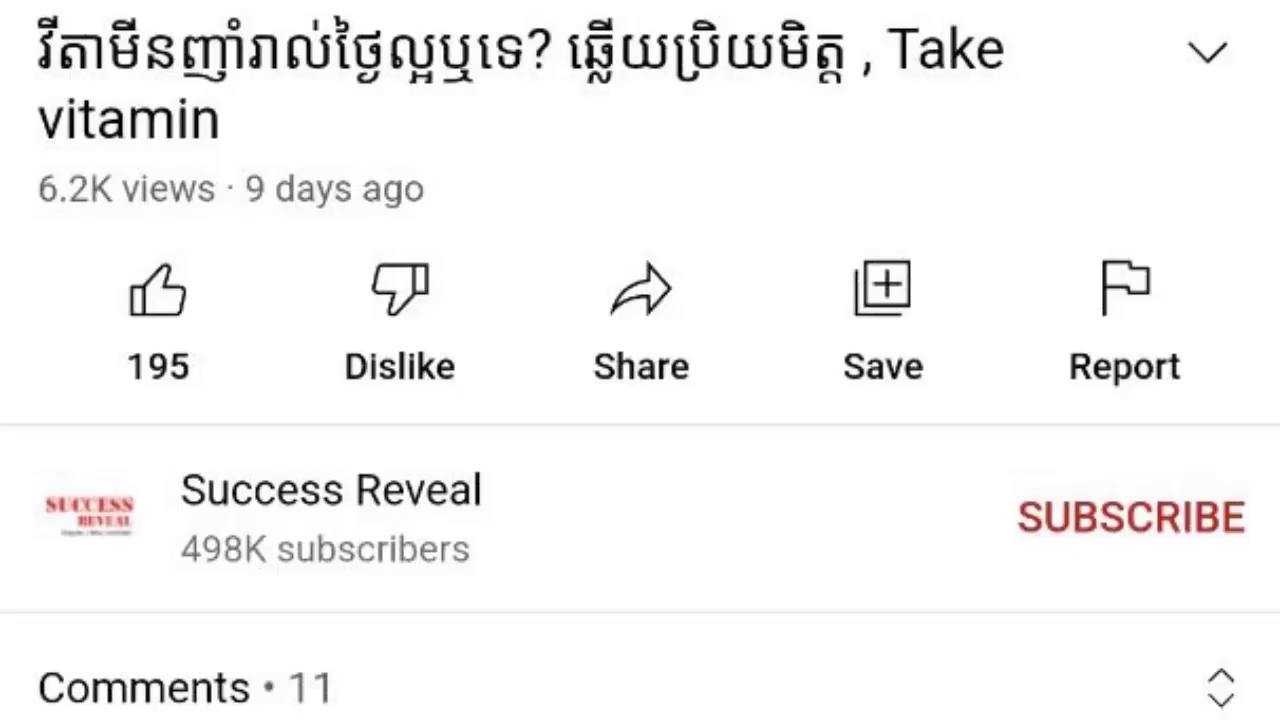 វីតាមីនញ៉ាំរាល់ថ្ងៃល្អឬទេ? ឆ្លើយប្រិយមិត្ត , Take
vitamin
6.2K views · 9 days ago
195
Dislike
Share
Save
Report
SUCCESS
REVEAL
Success Reveal
498K subscribers
SUBSCRIBE
Comments • 11